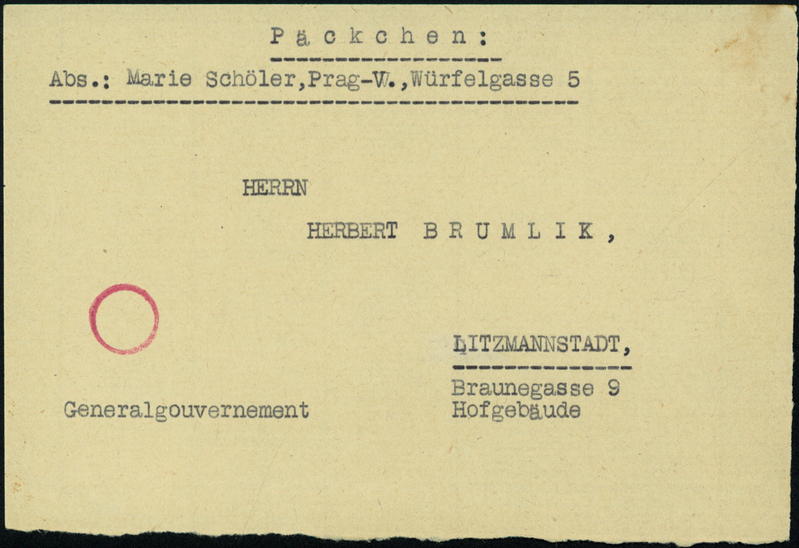 Päckchen:
Abs.: Marie Schöler,Prag-V.,Würfelgasse 5
HERRN
HERBERT BRUMLIK,
LITZMANNSTADT,
Braunegasse 9
Generalgouvernement
Hofgebäude